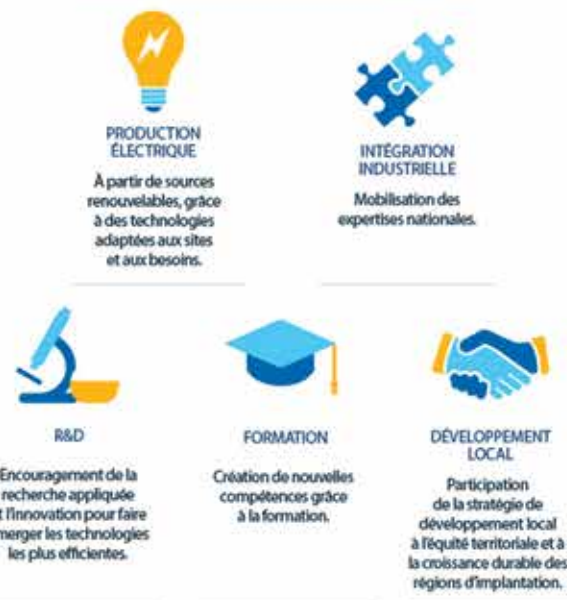 PRODUCTION
ÉLECTRIQUE
À partir de sources
renouvelables, grâce
à des technologies
adaptées aux sites
et aux besoins.
INTÉGRATION
INDUSTRIELLE
Mobilisation des
expertises nationales.
R&D
Encouragement de la
recherche appliquée
t l'innovation pour faire
merger les technologies
les plus efficientes.
FORMATION
Création de nouvelles
compétences grâce
à la formation.
DÉVELOPPEMENT
LOCAL
Participation
de la stratégie de
développement local
à l'équité territoriale et à
la croissance durable des
régions d'implantation.